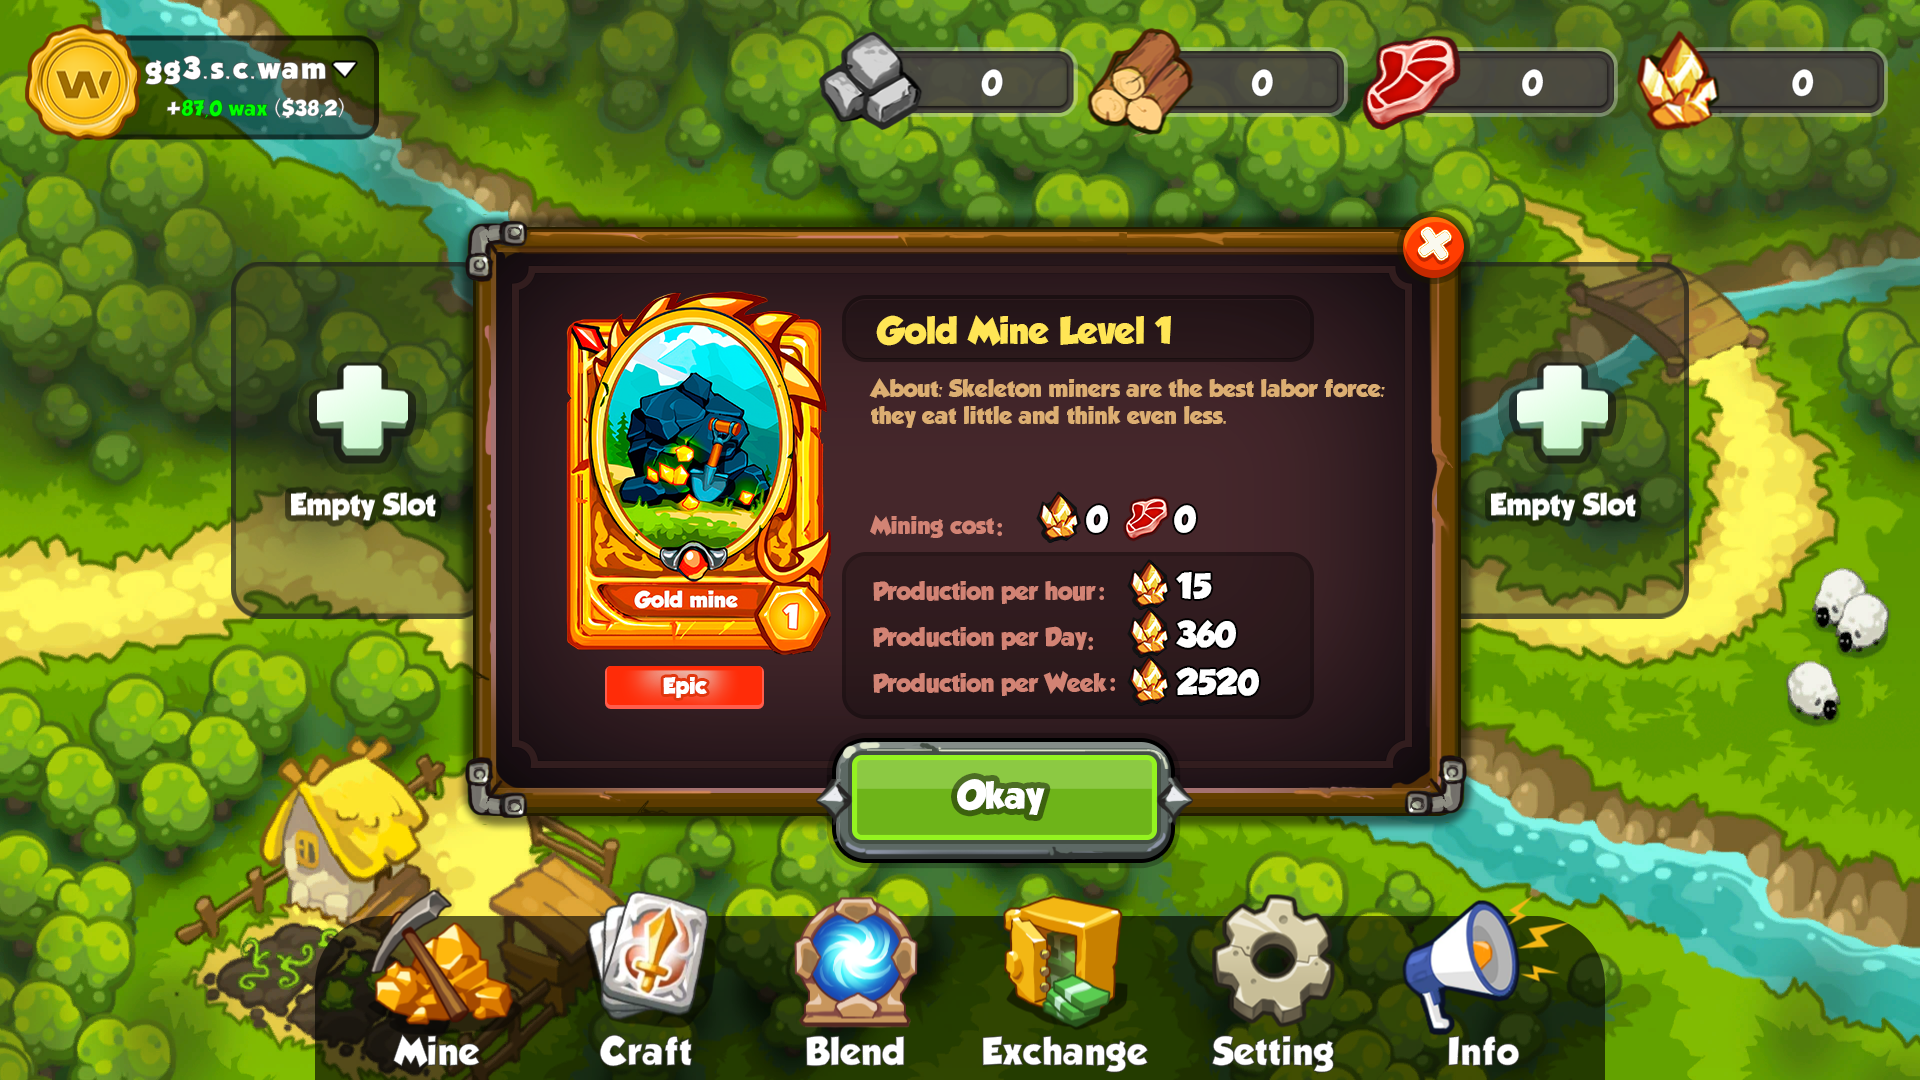 W
gg3.s.c.wam
+87,0 wax ($38,2)
0
0
0
0
Empty Slot
Empty Slot
Gold Mine Level 1
About: Skeleton miners are the best labor force:
they eat little and think even less.
Mining cost: 0 0
Production per hour: 15
Production per Day: 360
Production per Week: 2520
Gold mine
1
Epic
Okay
Mine
Craft
Blend
Exchange
Setting
Info